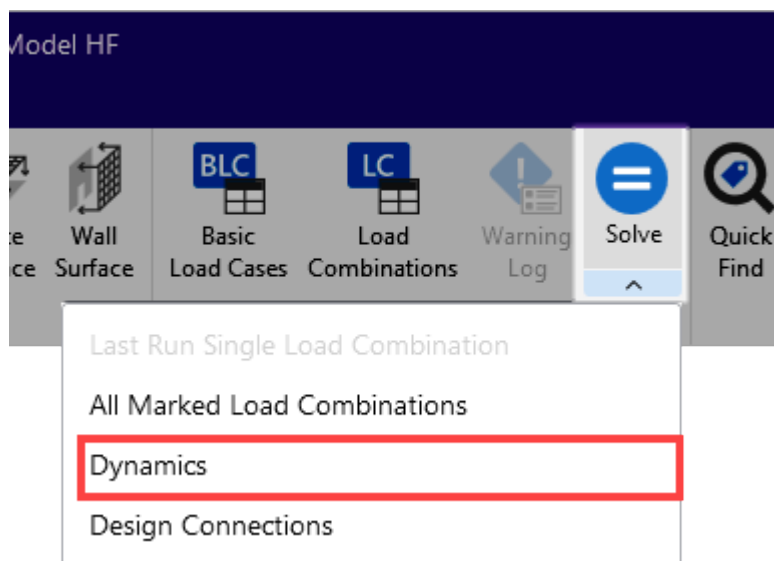 Model HF
BLC
LC
Wall
Surface
Basic
Load Cases
Load
Combinations
Warning
Log
Solve
Quick
Find
Last Run Single Load Combination
All Marked Load Combinations
Dynamics
Design Connections